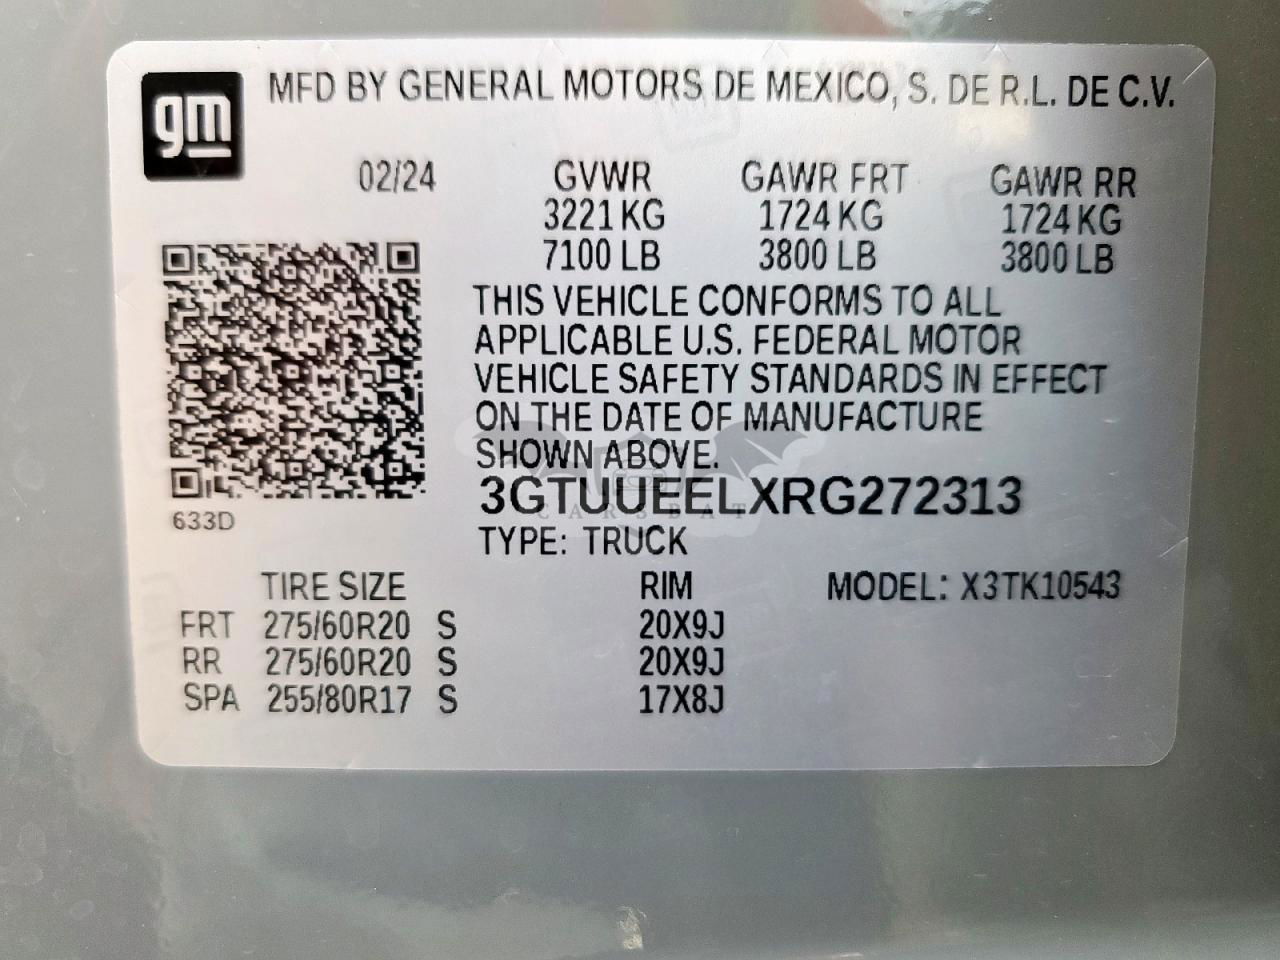 gm
MFD BY GENERAL MOTORS DE MEXICO, S. DE R.L. DE C.V.
02/24 GVWR GAWR FRT GAWR RR
3221 KG 1724 KG 1724 KG
7100 LB 3800 LB 3800 LB
THIS VEHICLE CONFORMS TO ALL
APPLICABLE U.S. FEDERAL MOTOR
VEHICLE SAFETY STANDARDS IN EFFECT
ON THE DATE OF MANUFACTURE
SHOWN ABOVE.
3GTUUEELXRG272313
CARSBAT
633D
TYPE: TRUCK
TIRE SIZE RIM MODEL: X3TK10543
FRT 275/60R20 S 20X9J
RR 275/60R20 S 20X9J
SPA 255/80R17 S 17X8J